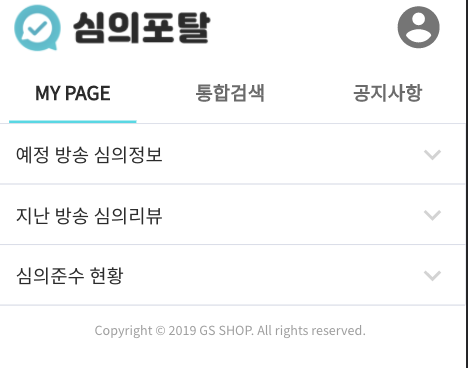 심의포탈
MY PAGE 통합검색 공지사항
예정 방송 심의정보
지난 방송 심의리뷰
심의준수 현황
Copyright © 2019 GS SHOP. All rights reserved.